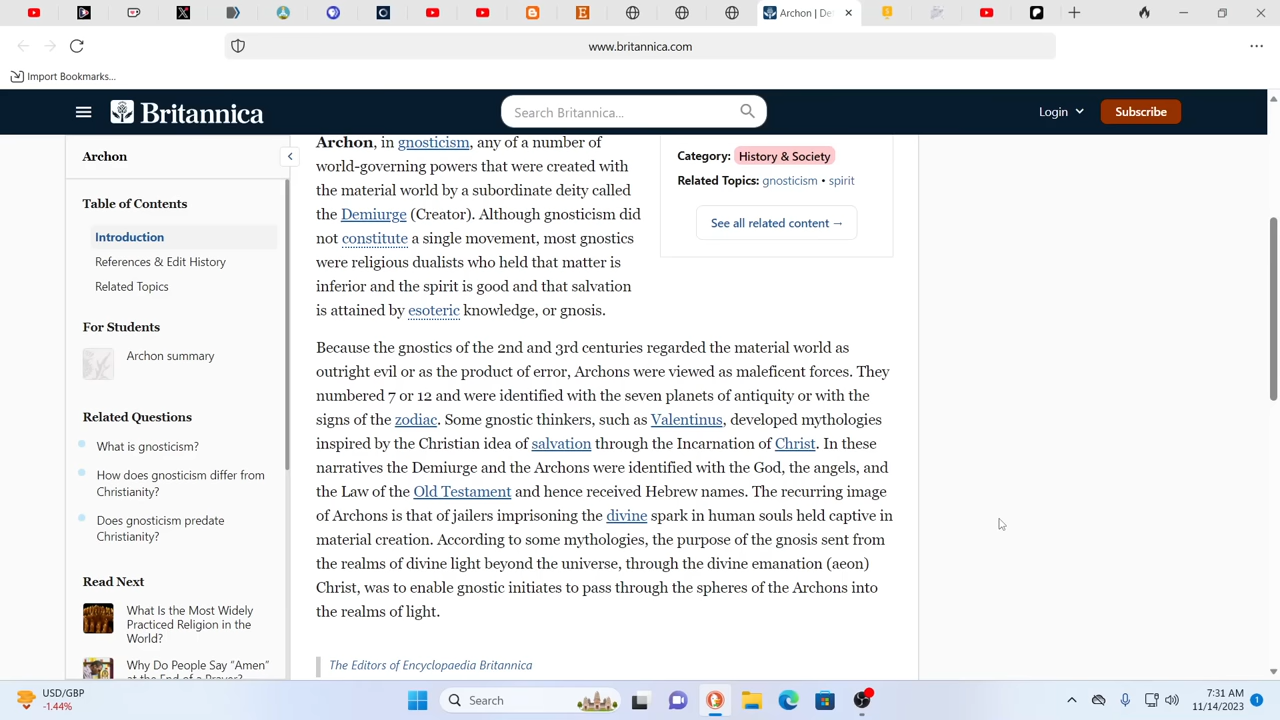 Archon | De
www.britannica.com
Import Bookmarks...
Britannica
Search Britannica...
Login
Subscribe
Archon
Table of Contents
Introduction
References & Edit History
Related Topics
For Students
Archon summary
Related Questions
What is gnosticism?
How does gnosticism differ from
Christianity?
Does gnosticism predate
Christianity?
Read Next
What Is the Most Widely
Practiced Religion in the
World?
Why Do People Say “Amen”
at the End of a Prayer?
Archon, in gnosticism, any of a number of
world-governing powers that were created with
the material world by a subordinate deity called
the Demiurge (Creator). Although gnosticism did
not constitute a single movement, most gnostics
were religious dualists who held that matter is
inferior and the spirit is good and that salvation
is attained by esoteric knowledge, or gnosis.
Category: History & Society
Related Topics: gnosticism • spirit
See all related content →
Because the gnostics of the 2nd and 3rd centuries regarded the material world as
outright evil or as the product of error, Archons were viewed as maleficent forces. They
numbered 7 or 12 and were identified with the seven planets of antiquity or with the
signs of the zodiac. Some gnostic thinkers, such as Valentinus, developed mythologies
inspired by the Christian idea of salvation through the Incarnation of Christ. In these
narratives the Demiurge and the Archons were identified with the God, the angels, and
the Law of the Old Testament and hence received Hebrew names. The recurring image
of Archons is that of jailers imprisoning the divine spark in human souls held captive in
material creation. According to some mythologies, the purpose of the gnosis sent from
the realms of divine light beyond the universe, through the divine emanation (aeon)
Christ, was to enable gnostic initiates to pass through the spheres of the Archons into
the realms of light.
The Editors of Encyclopaedia Britannica
USD/GBP
-1.44%
Search
7:31 AM
11/14/2023
1